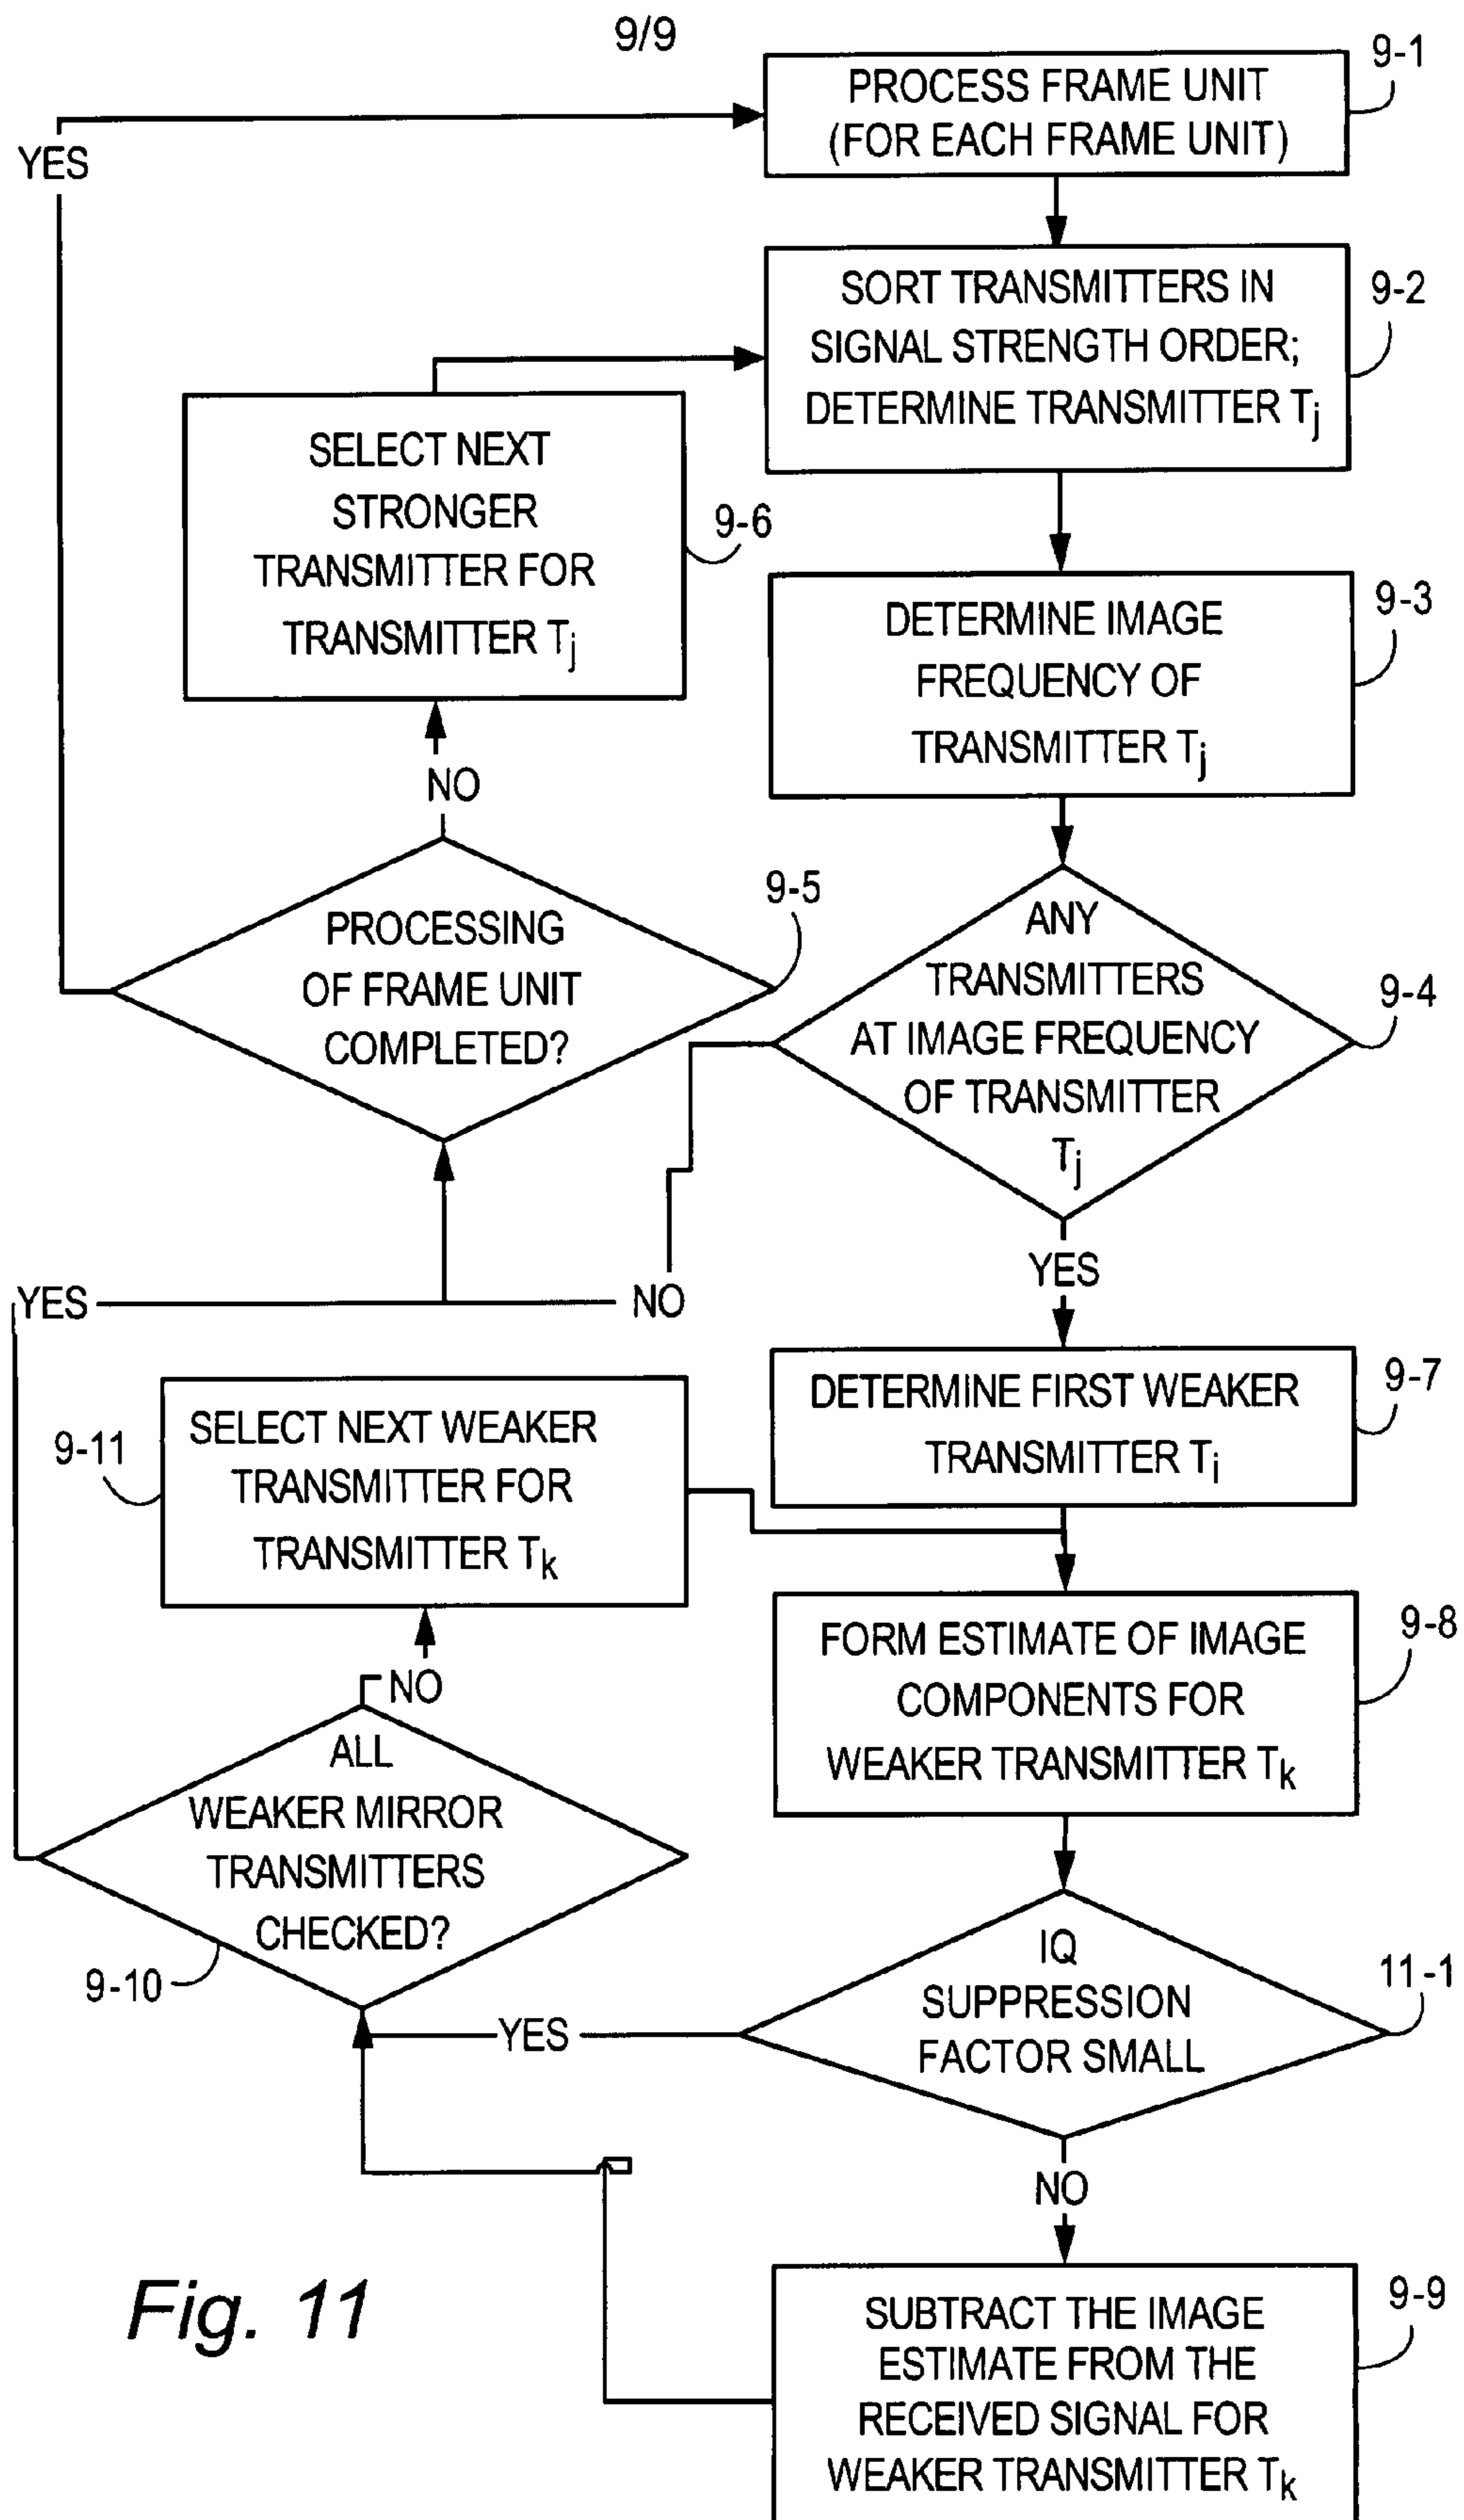 9/9
PROCESS FRAME UNIT
(FOR EACH FRAME UNIT)
9-1
YES
SORT TRANSMITTERS IN
SIGNAL STRENGTH ORDER;
DETERMINE TRANSMITTER Tj
9-2
SELECT NEXT
STRONGER
TRANSMITTER FOR
TRANSMITTER Tj
9-6
DETERMINE IMAGE
FREQUENCY OF
TRANSMITTER Tj
9-3
NO
PROCESSING
OF FRAME UNIT
COMPLETED?
9-5
ANY
TRANSMITTERS
AT IMAGE FREQUENCY
OF TRANSMITTER
Tj
9-4
YES
YES
NO
DETERMINE FIRST WEAKER
TRANSMITTER Ti
9-7
SELECT NEXT WEAKER
TRANSMITTER FOR
TRANSMITTER Tk
9-11
FORM ESTIMATE OF IMAGE
COMPONENTS FOR
WEAKER TRANSMITTER Tk
9-8
NO
ALL
WEAKER MIRROR
TRANSMITTERS
CHECKED?
9-10
IQ
SUPPRESSION
FACTOR SMALL
11-1
YES
NO
SUBTRACT THE IMAGE
ESTIMATE FROM THE
RECEIVED SIGNAL FOR
WEAKER TRANSMITTER Tk
9-9
Fig. 11